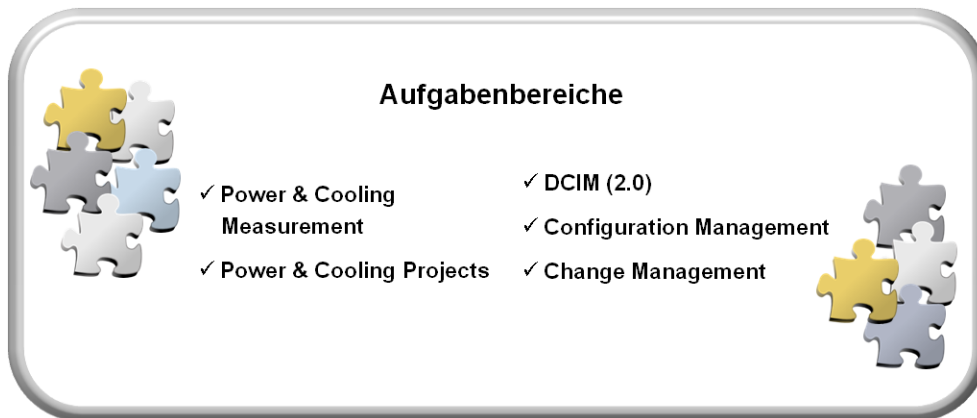 Aufgabenbereiche
✓ Power & Cooling
Measurement
✓ Power & Cooling Projects
✓ DCIM (2.0)
✓ Configuration Management
✓ Change Management